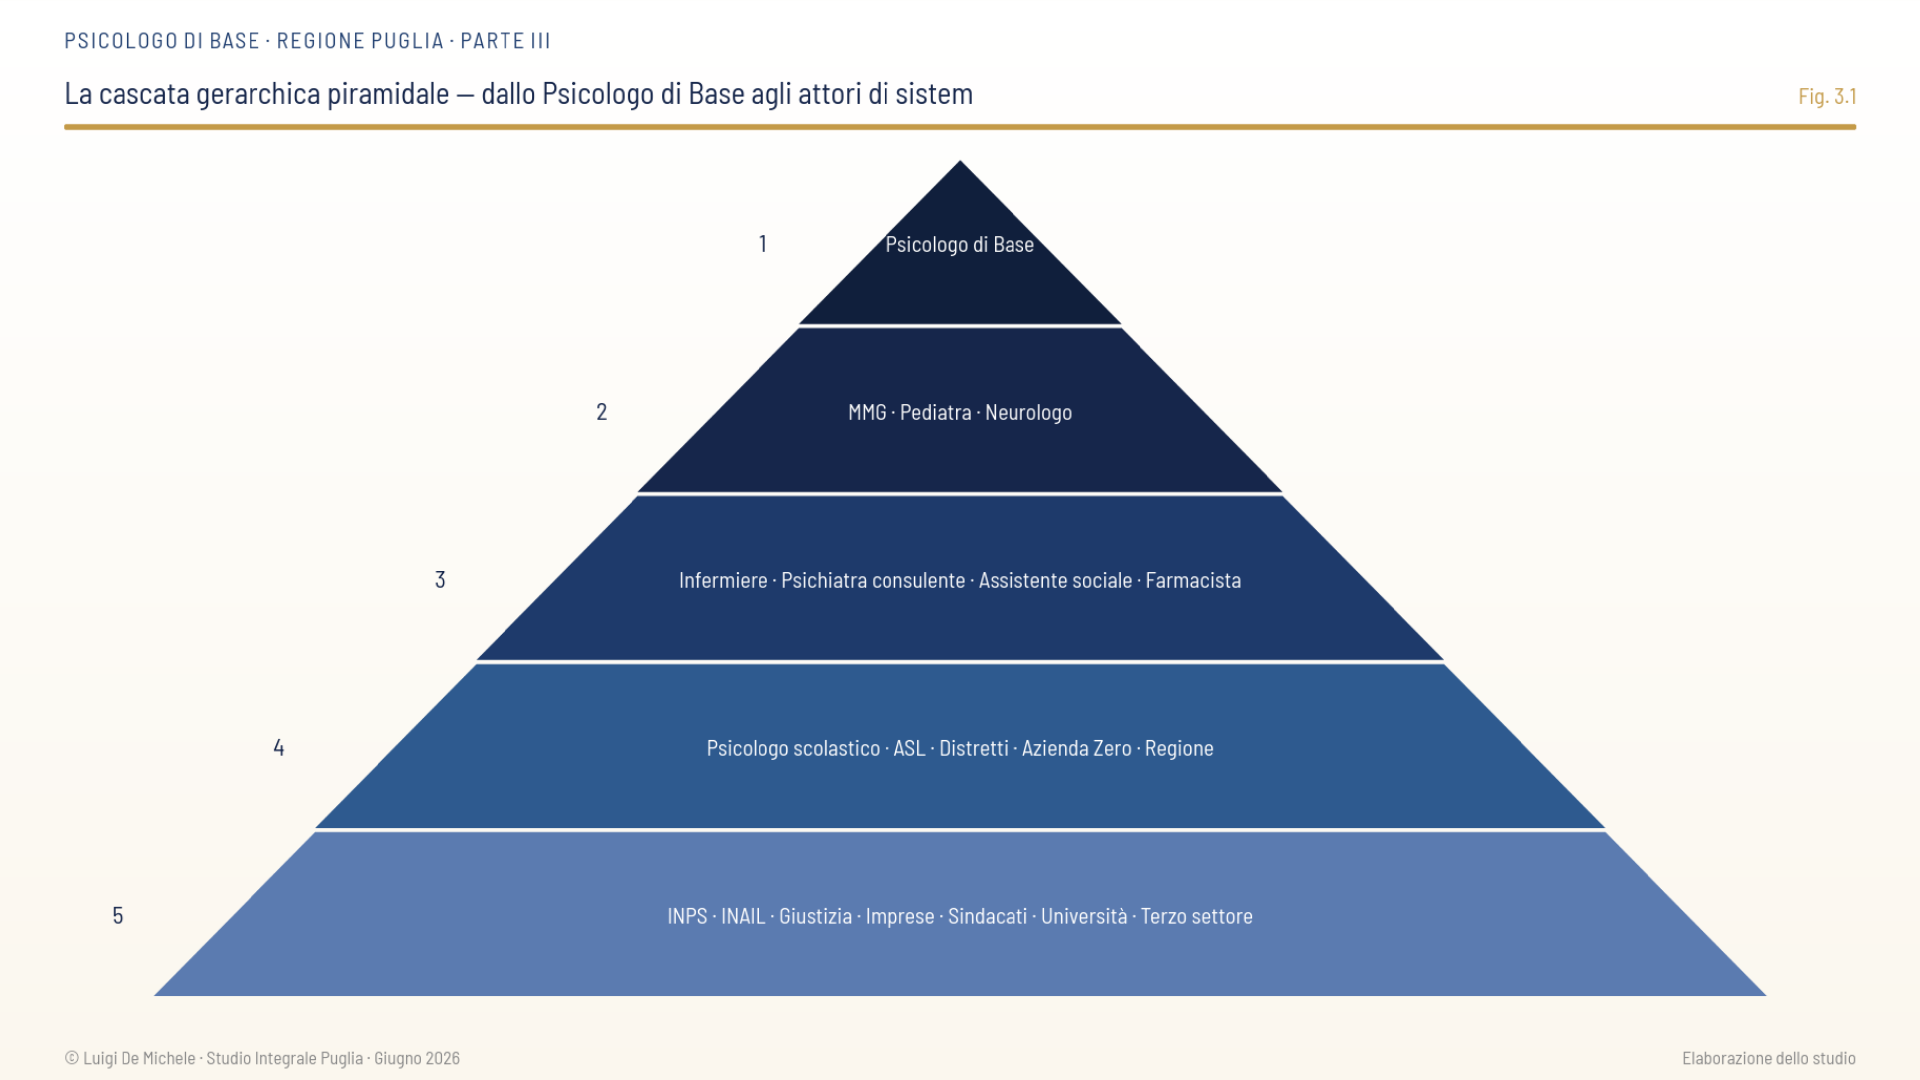 PSICOLOGO DI BASE · REGIONE PUGLIA · PARTE III
La cascata gerarchica piramidale — dallo Psicologo di Base agli attori di sistem
Fig. 3.1
1
Psicologo di Base
2
MMG · Pediatra · Neurologo
3
Infermiere · Psichiatra consulente · Assistente sociale · Farmacista
4
Psicologo scolastico · ASL · Distretti · Azienda Zero · Regione
5
INPS · INAIL · Giustizia · Imprese · Sindacati · Università · Terzo settore
© Luigi De Michele · Studio Integrale Puglia · Giugno 2026
Elaborazione dello studio